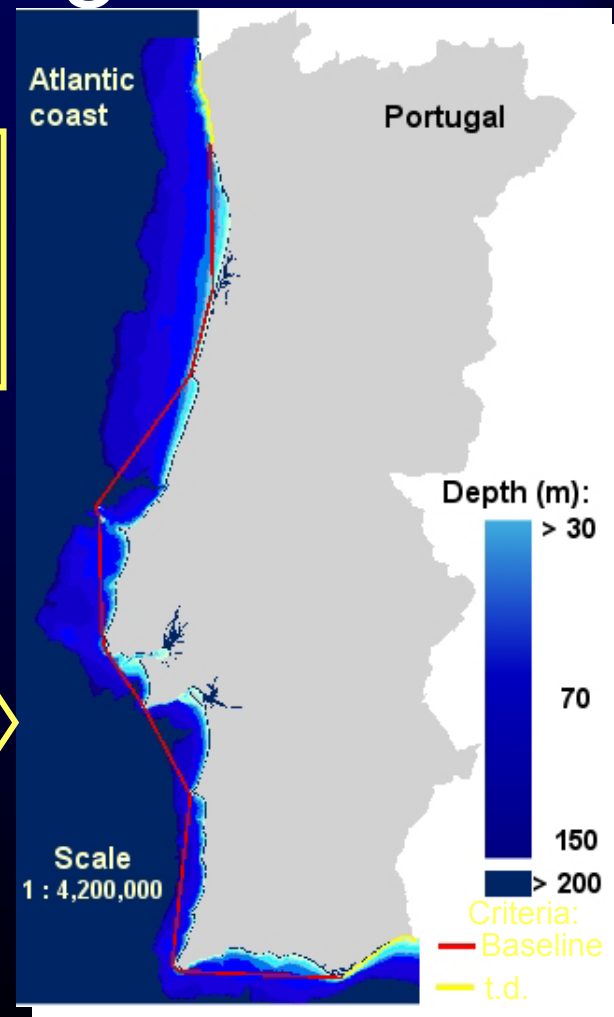 g
Atlantic
coast
Portugal
Depth (m):
> 30
70
150
> 200
Scale
1 : 4,200,000
Criteria:
Baseline
t.d.